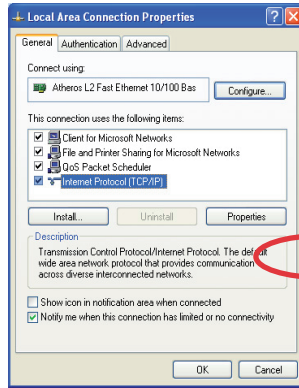 Local Area Connection Properties
General Authentication Advanced
Connect using:
Atheros L2 Fast Ethernet 10/100 Bas Configure...
This connection uses the following items:
Client for Microsoft Networks
File and Printer Sharing for Microsoft Networks
QoS Packet Scheduler
Internet Protocol (TCP/IP)
Install... Uninstall Properties
Description
Transmission Control Protocol/Internet Protocol. The default
wide area network protocol that provides communication
across diverse interconnected networks.
Show icon in notification area when connected
Notify me when this connection has limited or no connectivity
OK Cancel